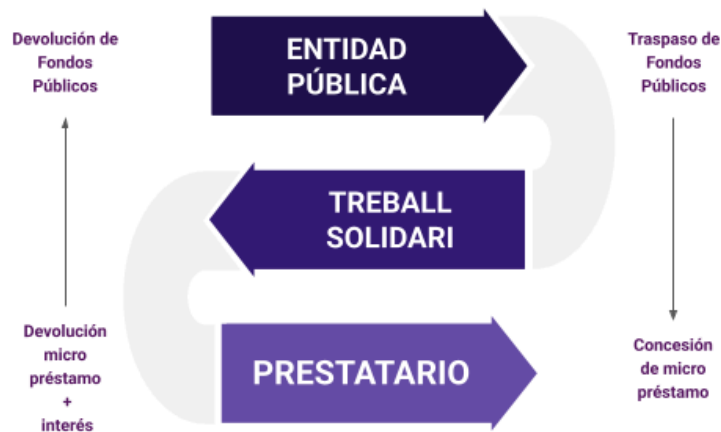 Devolución de
Fondos
Públicos
ENTIDAD
PÚBLICA
Traspaso de
Fondos
Públicos
TREBALL
SOLIDARI
Devolución
micro
préstamo
+
interés
PRESTATARIO
Concesión
de micro
préstamo